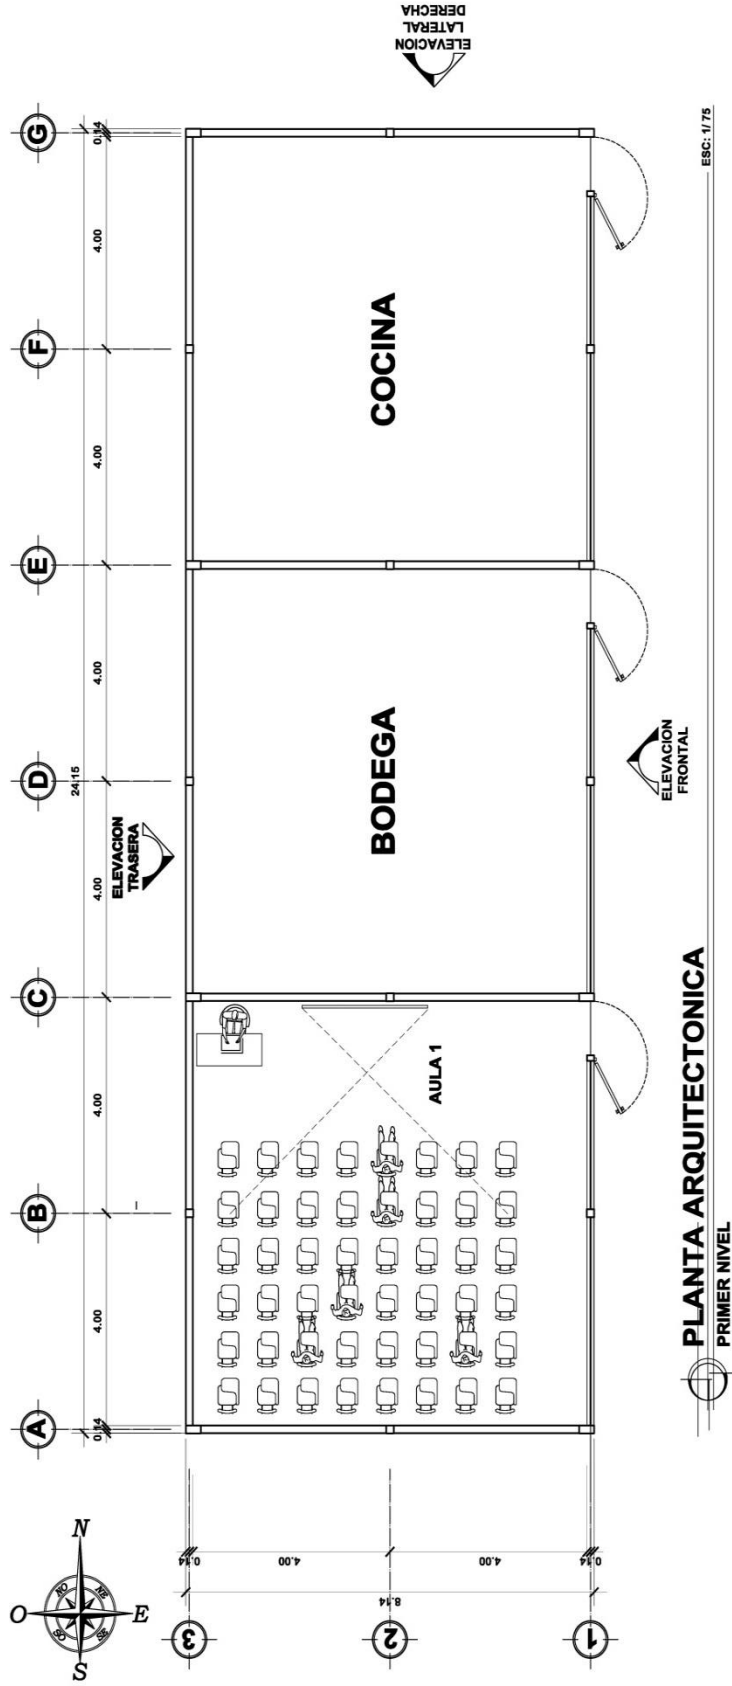 ELEVACION
LATERAL
DERECHA
G
F
E
D
C
B
A
0.14
4.00
4.00
4.00
4.00
4.00
4.00
0.14
24.15
ELEVACION
TRASERA
COCINA
BODEGA
AULA 1
ELEVACION
FRONTAL
PLANTA ARQUITECTONICA
PRIMER NIVEL
ESC: 1/ 75
N
NO
NE
O
E
SO
SE
S
0.14
4.00
4.00
0.14
8.14
3
2
1